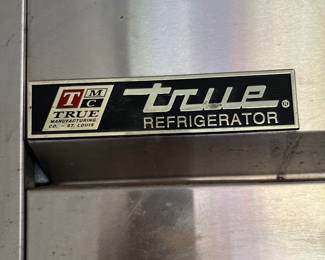 T M C
TRUE
MANUFACTURING
CO. - ST. LOUIS
true®
REFRIGERATOR